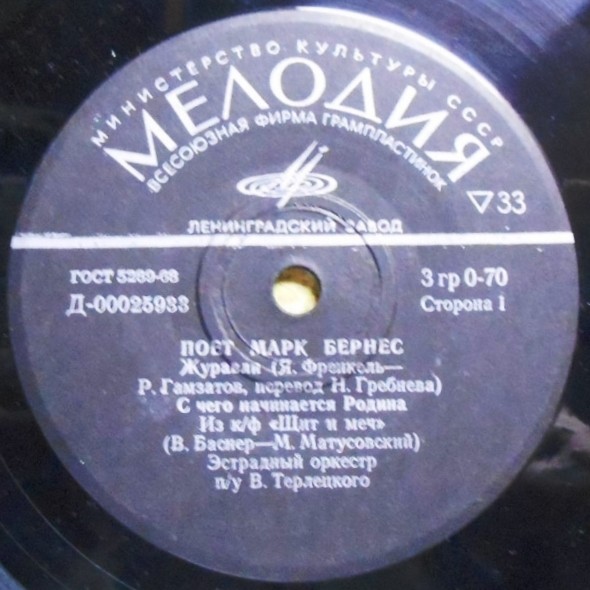 МИНИСТЕРСТВО КУЛЬТУРЫ СССР
МЕЛОДИЯ
ВСЕСОЮЗНАЯ ФИРМА ГРАМПЛАСТИНОК
33
ЛЕНИНГРАДСКИЙ ЗАВОД
ГОСТ 5289-68
3 гр 0-70
Д-00025933
Сторона 1
ПОЕТ МАРК БЕРНЕС
Журавли (Я. Френкель—
Р. Гамзатов, перевод Н. Гребнева)
С чего начинается Родина
Из к/ф «Щит и меч»
(В. Баснер—М. Матусовский)
Эстрадный оркестр
п/у В. Терлецкого